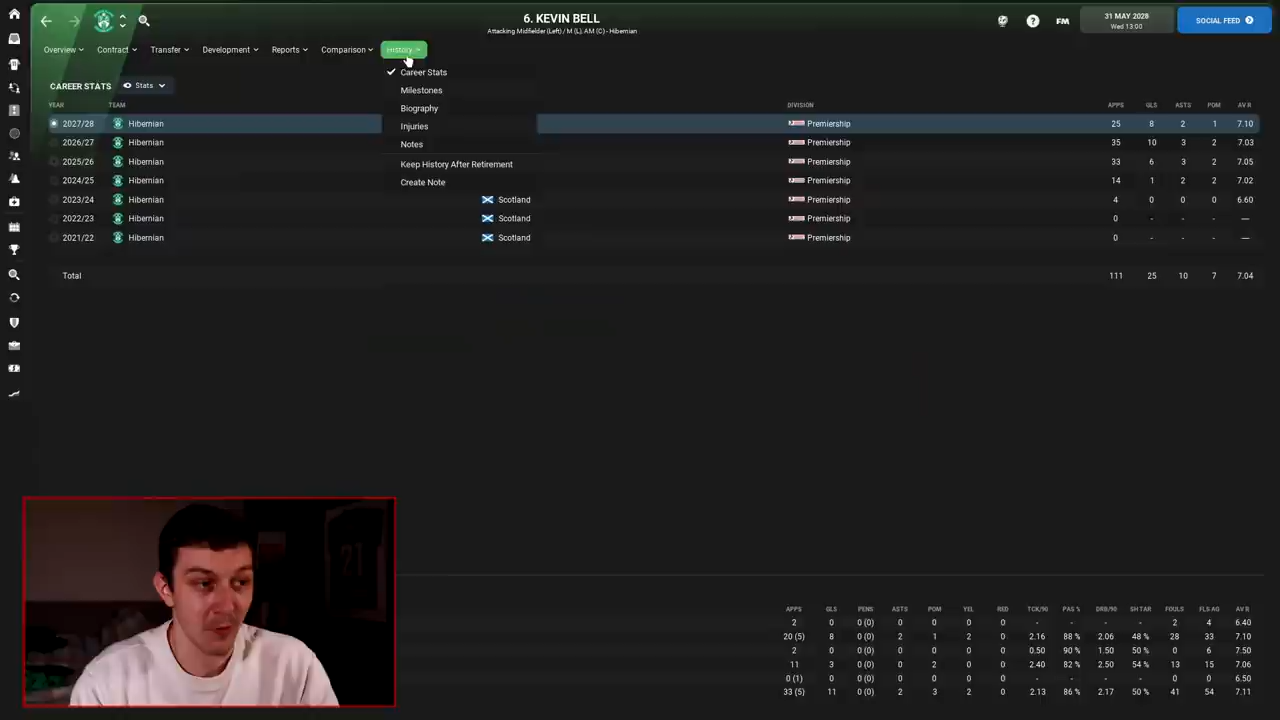 6. KEVIN BELL
Attacking Midfielder (Left) / M (L), AM (C) - Hibernian
FM
31 MAY 2028
Wed 13:00
SOCIAL FEED
Overview Contract Transfer Development Reports Comparison History
Career Stats
Milestones
Biography
Injuries
Notes
Keep History After Retirement
Create Note
CAREER STATS Stats
YEAR TEAM DIVISION APPS GLS ASTS POM AV R
2027/28 Hibernian Premiership 25 8 2 1 7.10
2026/27 Hibernian Premiership 35 10 3 2 7.03
2025/26 Hibernian Premiership 33 6 3 2 7.05
2024/25 Hibernian Premiership 14 1 2 2 7.02
2023/24 Hibernian Scotland Premiership 4 0 0 0 6.60
2022/23 Hibernian Scotland Premiership 0 - - - —
2021/22 Hibernian Scotland Premiership 0 - - - —
Total 111 25 10 7 7.04
APPS GLS PENS ASTS POM YEL RED TCK/90 PAS % DRB/90 SH TAR FOULS FLS AG AV R
2 0 0 (0) 0 0 0 0 - - - - 2 4 6.40
20 (5) 8 0 (0) 2 1 2 0 2.16 88 % 2.06 48 % 28 33 7.10
2 0 0 (0) 0 0 0 0 0.50 90 % 1.50 50 % 0 6 7.50
11 3 0 (0) 0 2 0 0 2.40 82 % 2.50 54 % 13 15 7.06
0 (1) 0 0 (0) 0 0 0 0 - - - - 0 0 6.50
33 (5) 11 0 (0) 2 3 2 0 2.13 86 % 2.17 50 % 41 54 7.11
21